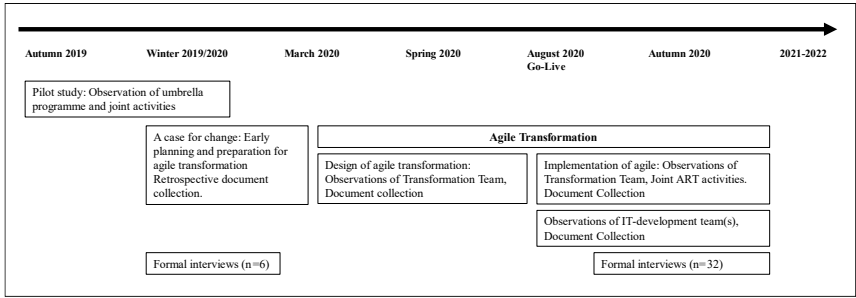 Autumn 2019
Winter 2019/2020
March 2020
Spring 2020
August 2020
Go-Live
Autumn 2020
2021-2022
Pilot study: Observation of umbrella
programme and joint activities
A case for change: Early
planning and preparation for
agile transformation
Retrospective document
collection.
Agile Transformation
Design of agile transformation:
Observations of Transformation Team,
Document collection
Implementation of agile: Observations of
Transformation Team, Joint ART activities.
Document Collection
Observations of IT-development team(s),
Document Collection
Formal interviews (n=6)
Formal interviews (n=32)